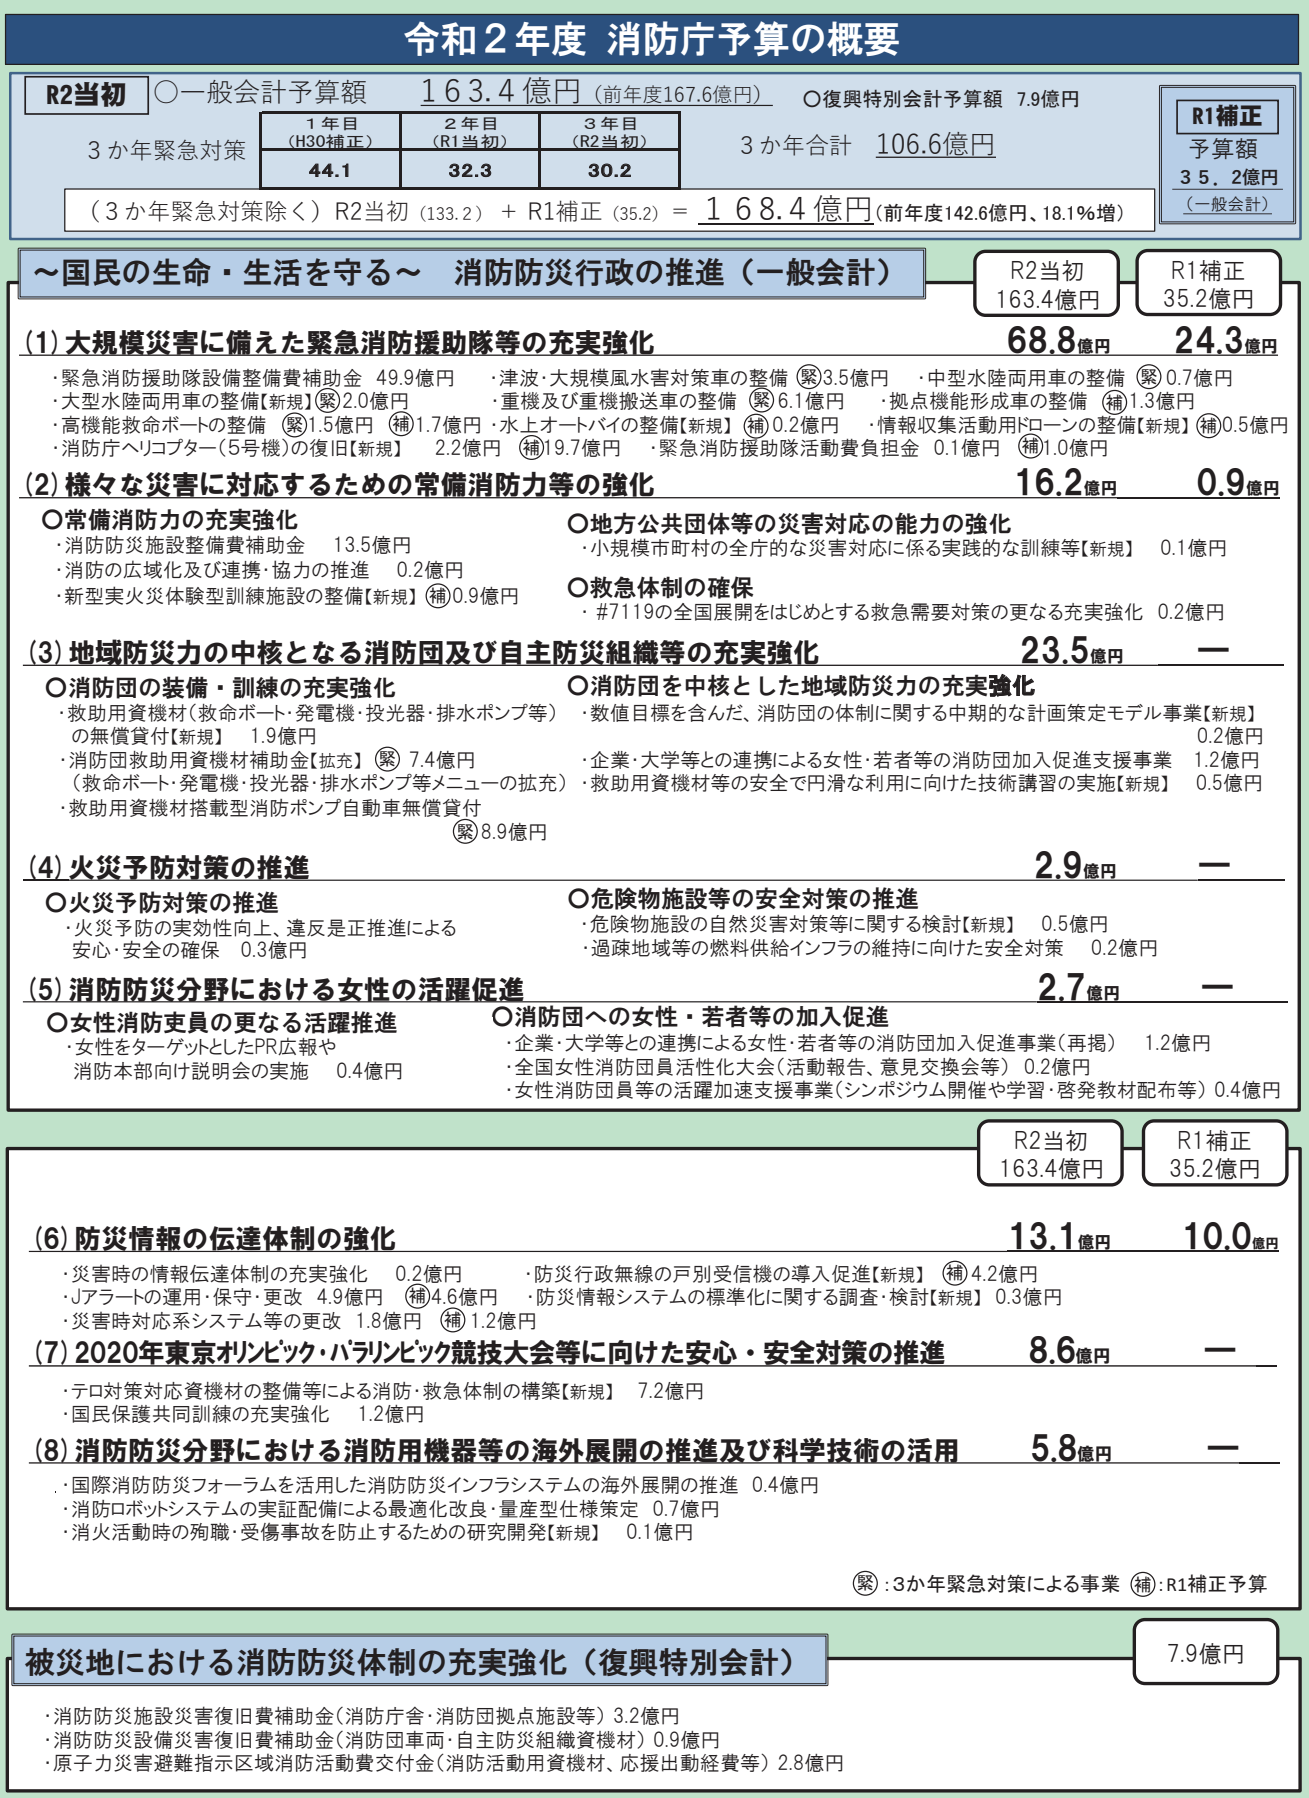 令和２年度 消防庁予算の概要
R2当初 ○一般会計予算額 １６３.４億円（前年度167.6億円） ○復興特別会計予算額 7.9億円
R1補正
予算額
３５．２億円
（一般会計）
３か年緊急対策
１年目 ２年目 ３年目
（H30補正） （R1当初） （R2当初）
44.1 32.3 30.2
３か年合計 106.6億円
（３か年緊急対策除く）R2当初（133.2）＋R1補正（35.2）＝１６８.４億円（前年度142.6億円、18.1％増）
～国民の生命・生活を守る～ 消防防災行政の推進（一般会計）
R2当初 R1補正
163.4億円 35.2億円
(1)大規模災害に備えた緊急消防援助隊等の充実強化 68.8億円 24.3億円
・緊急消防援助隊設備整備費補助金 49.9億円 ・津波・大規模風水害対策車の整備 ㊬3.5億円 ・中型水陸両用車の整備 緊0.7億円
・大型水陸両用車の整備【新規】緊2.0億円 ・重機及び重機搬送車の整備 緊6.1億円 ・拠点機能形成車の整備 補1.3億円
・高機能救命ボートの整備 緊1.5億円 補1.7億円 ・水上オートバイの整備【新規】補0.2億円 ・情報収集活動用ドローンの整備【新規】補0.5億円
・消防庁ヘリコプター（5号機）の復旧【新規】 2.2億円 補19.7億円 ・緊急消防援助隊活動費負担金 0.1億円 補1.0億円
(2)様々な災害に対応するための常備消防力等の強化 16.2億円 0.9億円
○常備消防力の充実強化
・消防防災施設整備費補助金 13.5億円
・消防の広域化及び連携・協力の推進 0.2億円
・新型実火災体験型訓練施設の整備【新規】補0.9億円
○地方公共団体等の災害対応の能力の強化
・小規模市町村の全庁的な災害対応に係る実践的な訓練等【新規】 0.1億円
○救急体制の確保
・#7119の全国展開をはじめとする救急需要対策の更なる充実強化 0.2億円
(3)地域防災力の中核となる消防団及び自主防災組織等の充実強化 23.5億円 ―
○消防団の装備・訓練の充実強化
・救助用資機材（救命ボート・発電機・投光器・排水ポンプ等）
の無償貸付【新規】 1.9億円
・消防団救助用資機材補助金【拡充】緊 7.4億円
（救命ボート・発電機・投光器・排水ポンプ等メニューの拡充）
・救助用資機材搭載型消防ポンプ自動車無償貸付
緊8.9億円
○消防団を中核とした地域防災力の充実強化
・数値目標を含んだ、消防団の体制に関する中期的な計画策定モデル事業【新規】
0.2億円
・企業・大学等との連携による女性・若者等の消防団加入促進支援事業 1.2億円
・救助用資機材等の安全で円滑な利用に向けた技術講習の実施【新規】 0.5億円
(4)火災予防対策の推進 2.9億円 ―
○火災予防対策の推進
・火災予防の実効性向上、違反是正推進による
安心・安全の確保 0.3億円
○危険物施設等の安全対策の推進
・危険物施設の自然災害対策等に関する検討【新規】 0.5億円
・過疎地域等の燃料供給インフラの維持に向けた安全対策 0.2億円
(5)消防防災分野における女性の活躍促進 2.7億円 ―
○女性消防吏員の更なる活躍推進
・女性をターゲットとしたPR広報や
消防本部向け説明会の実施 0.4億円
○消防団への女性・若者等の加入促進
・企業・大学等との連携による女性・若者等の消防団加入促進事業（再掲） 1.2億円
・全国女性消防団員活性化大会（活動報告、意見交換会等） 0.2億円
・女性消防団員等の活躍加速支援事業（シンポジウム開催や学習・啓発教材配布等） 0.4億円
R2当初 R1補正
163.4億円 35.2億円
(6)防災情報の伝達体制の強化 13.1億円 10.0億円
・災害時の情報伝達体制の充実強化 0.2億円 ・防災行政無線の戸別受信機の導入促進【新規】 補4.2億円
・Jアラートの運用・保守・更改 4.9億円 補4.6億円 ・防災情報システムの標準化に関する調査・検討【新規】 0.3億円
・災害時対応系システム等の更改 1.8億円 補1.2億円
(7)2020年東京オリンピック・パラリンピック競技大会等に向けた安心・安全対策の推進 8.6億円 ―
・テロ対策対応資機材の整備等による消防・救急体制の構築【新規】 7.2億円
・国民保護共同訓練の充実強化 1.2億円
(8)消防防災分野における消防用機器等の海外展開の推進及び科学技術の活用 5.8億円 ―
・国際消防防災フォーラムを活用した消防防災インフラシステムの海外展開の推進 0.4億円
・消防ロボットシステムの実証配備による最適化改良・量産型仕様策定 0.7億円
・消火活動時の殉職・受傷事故を防止するための研究開発【新規】 0.1億円
緊：３か年緊急対策による事業 補：R1補正予算
被災地における消防防災体制の充実強化（復興特別会計） 7.9億円
・消防防災施設災害復旧費補助金（消防庁舎・消防団拠点施設等） 3.2億円
・消防防災設備災害復旧費補助金（消防団車両・自主防災組織資機材） 0.9億円
・原子力災害避難指示区域消防活動費交付金（消防活動用資機材、応援出動経費等） 2.8億円